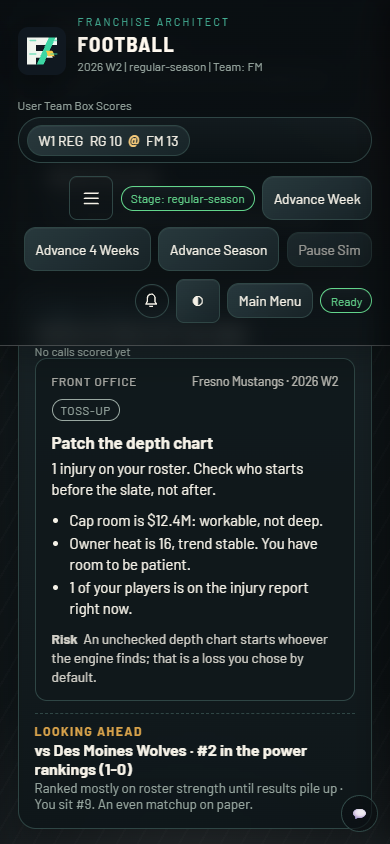 FRANCHISE ARCHITECT
FOOTBALL
2026 W2 | regular-season | Team: FM
User Team Box Scores
W1 REG RG 10 @ FM 13
Stage: regular-season
Advance Week
Advance 4 Weeks
Advance Season
Pause Sim
Main Menu
Ready
No calls scored yet
FRONT OFFICE
Fresno Mustangs · 2026 W2
TOSS-UP
Patch the depth chart
1 injury on your roster. Check who starts
before the slate, not after.
• Cap room is $12.4M: workable, not deep.
• Owner heat is 16, trend stable. You have
room to be patient.
• 1 of your players is on the injury report
right now.
Risk An unchecked depth chart starts whoever
the engine finds; that is a loss you chose by
default.
LOOKING AHEAD
vs Des Moines Wolves · #2 in the power
rankings (1-0)
Ranked mostly on roster strength until results pile up ·
You sit #9. An even matchup on paper.